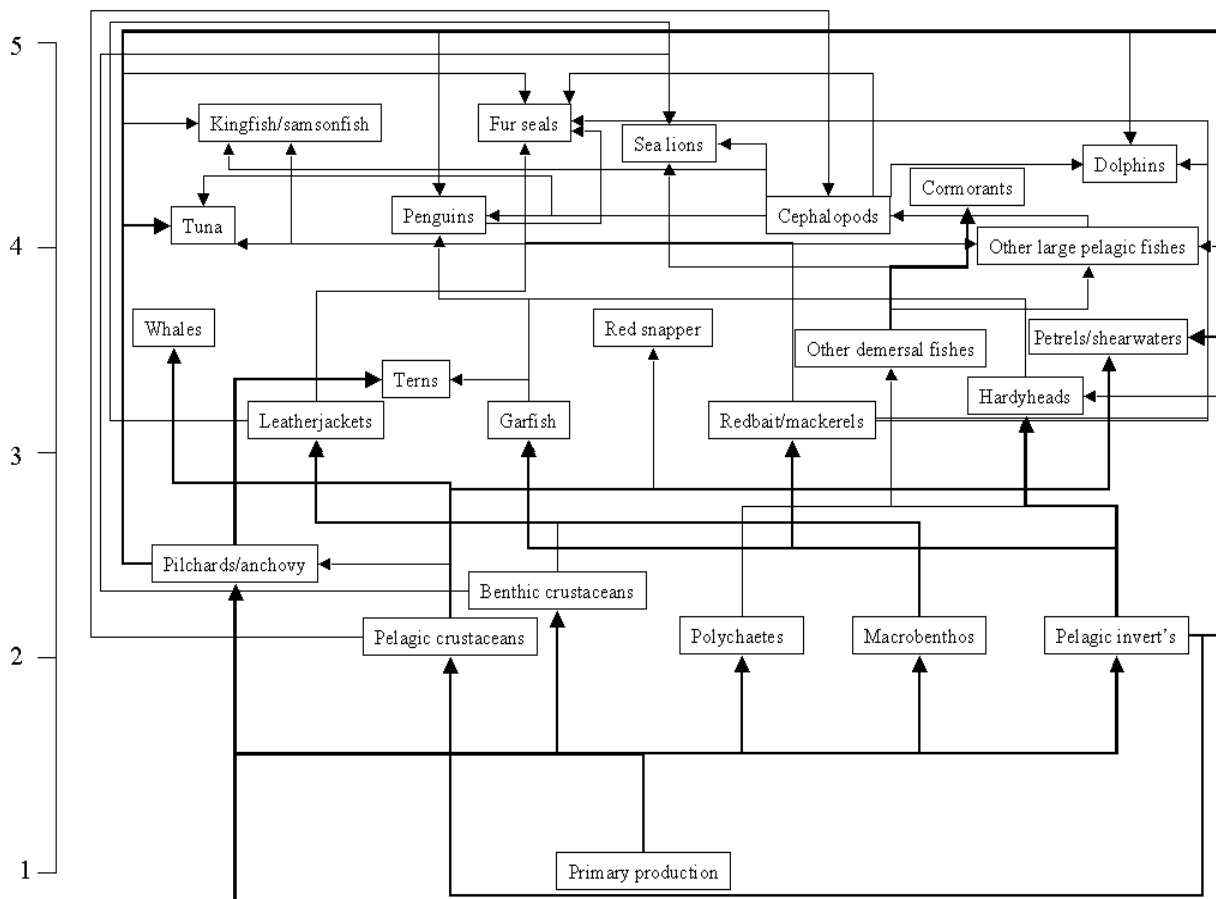 5
Kingfish/samsonfish
Fur seals
Sea lions
Dolphins
Cormorants
Tuna
Penguins
Cephalopods
4
Other large pelagic fishes
Whales
Red snapper
Petrels/shearwaters
Other demersal fishes
Terns
Hardyheads
Leatherjackets
Garfish
Redbait/mackerels
3
Pilchards/anchovy
Benthic crustaceans
Pelagic crustaceans
Polychaetes
Macrobenthos
Pelagic invert's
2
Primary production
1